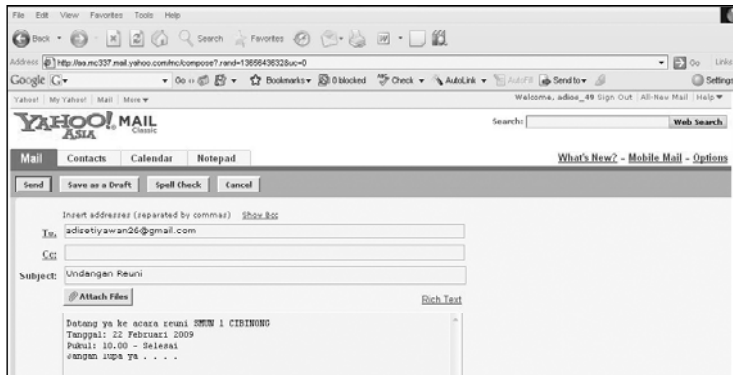 File Edit View Favorites Tools Help
Back Search Favorites
Address http://aa.mc337.mail.yahoo.com/mc/compose?.rand=1365643632&uc=0 Go Links
Google Go Bookmarks 0 blocked Check AutoLink AutoFill Send to Settings
Yahoo! My Yahoo! Mail More Welcome, adios_49 Sign Out All-New Mail Help
YAHOO! ASIA MAIL Classic Search: Web Search
Mail Contacts Calendar Notepad What's New? - Mobile Mail - Options
Send Save as a Draft Spell Check Cancel
Insert addresses (separated by commas) Show Bcc
To: adisetiyawan26@gmail.com
Cc:
Subject: Undangan Reuni
Attach Files Rich Text
Datang ya ke acara reuni SMUN 1 CIBINONG
Tanggal: 22 Februari 2009
Pukul: 10.00 - Selesai
Jangan lupa ya . . . .